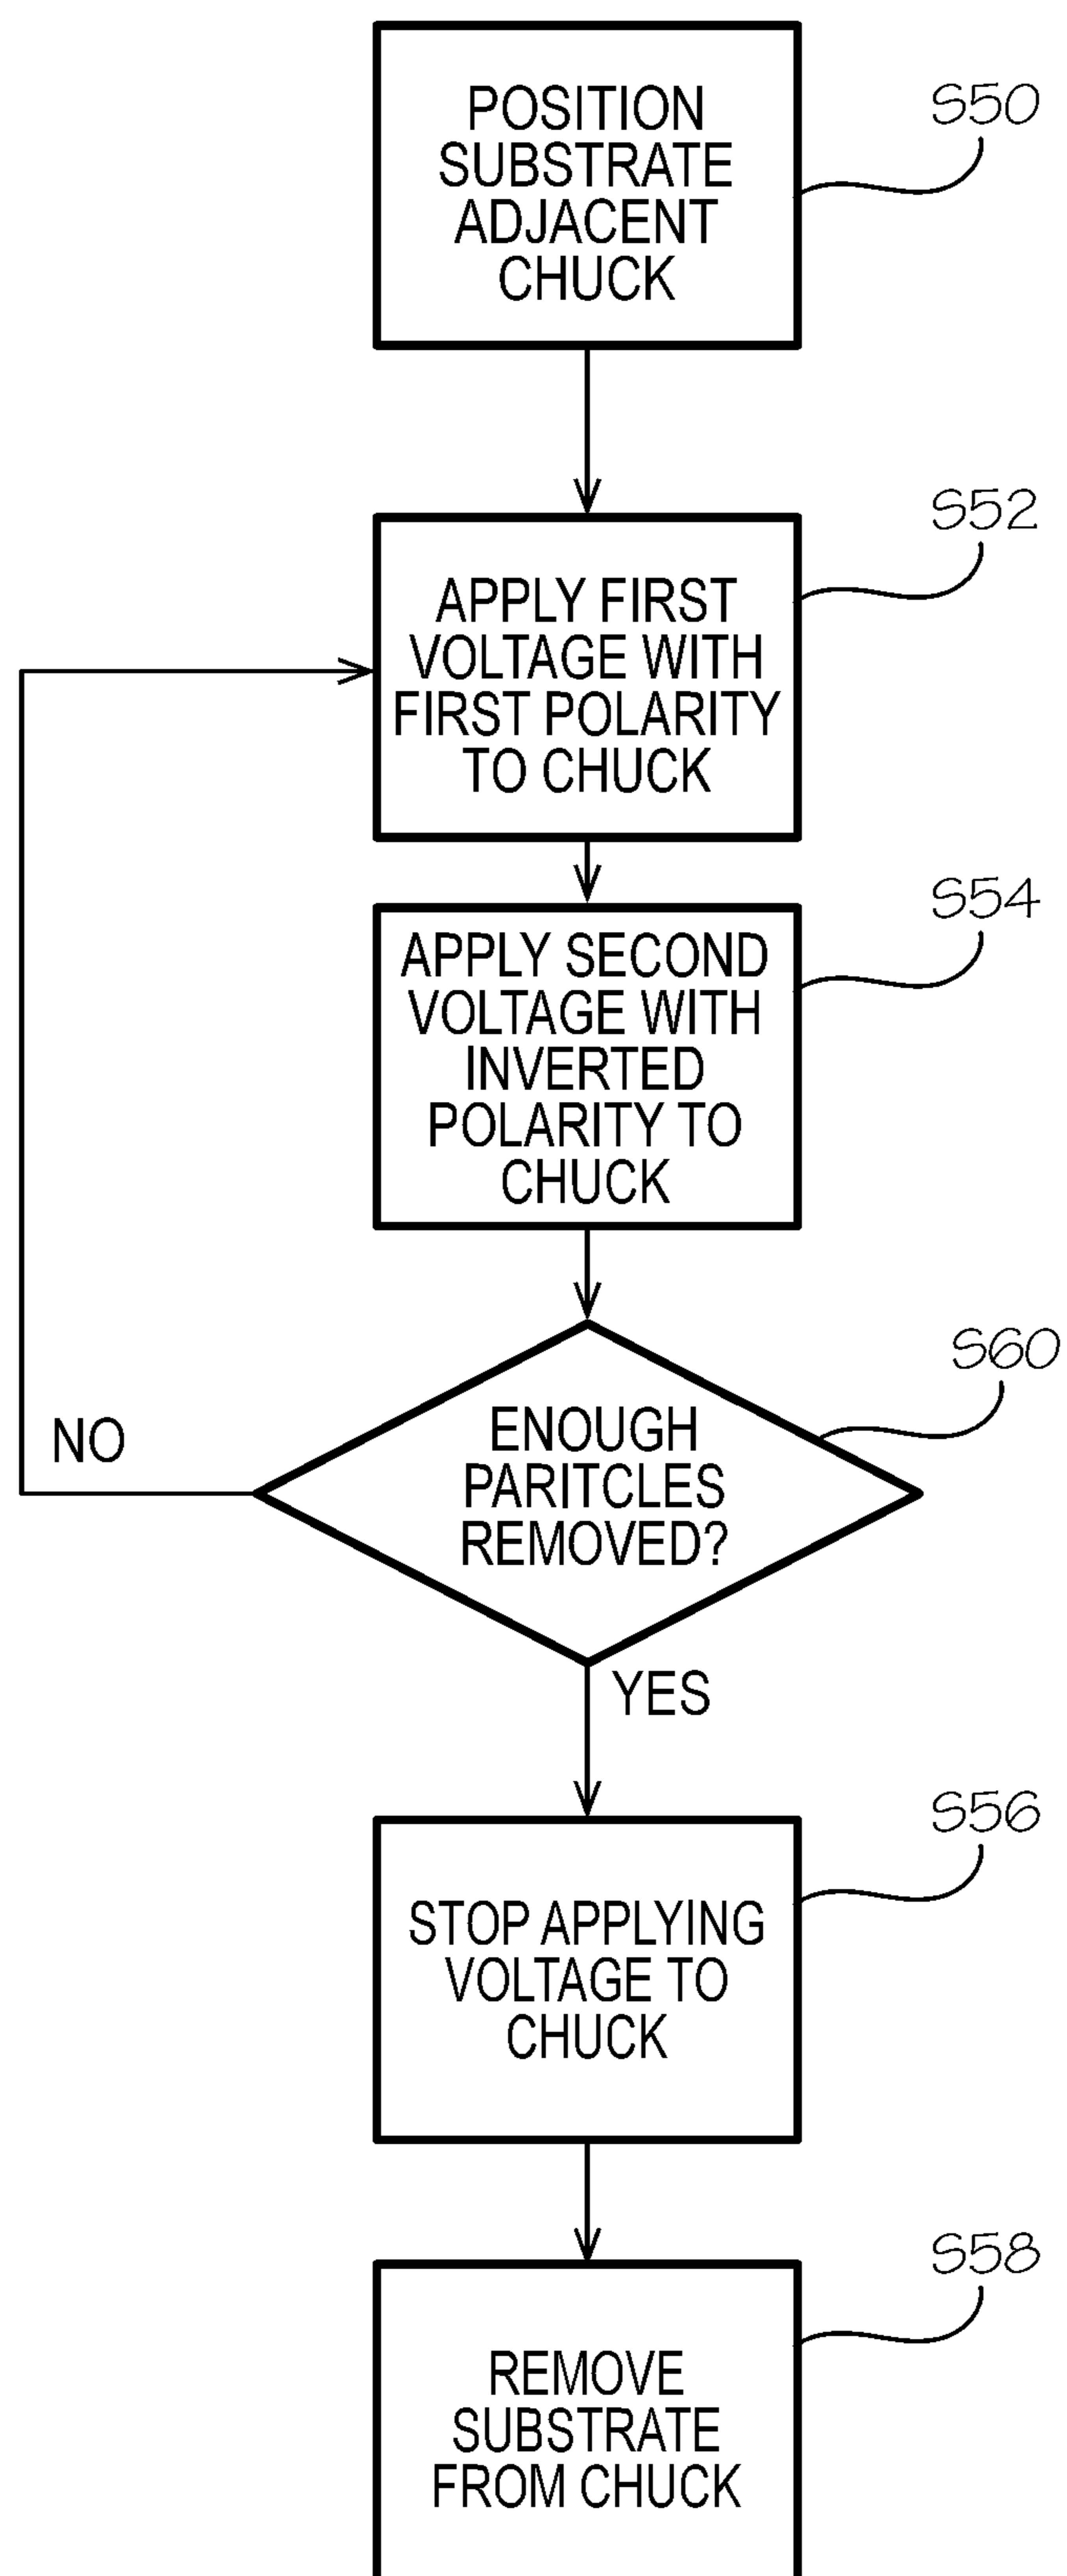 POSITION
SUBSTRATE
ADJACENT
CHUCK
S50
APPLY FIRST
VOLTAGE WITH
FIRST POLARITY
TO CHUCK
S52
APPLY SECOND
VOLTAGE WITH
INVERTED
POLARITY TO
CHUCK
S54
ENOUGH
PARITCLES
REMOVED?
S60
NO
YES
STOP APPLYING
VOLTAGE TO
CHUCK
S56
REMOVE
SUBSTRATE
FROM CHUCK
S58